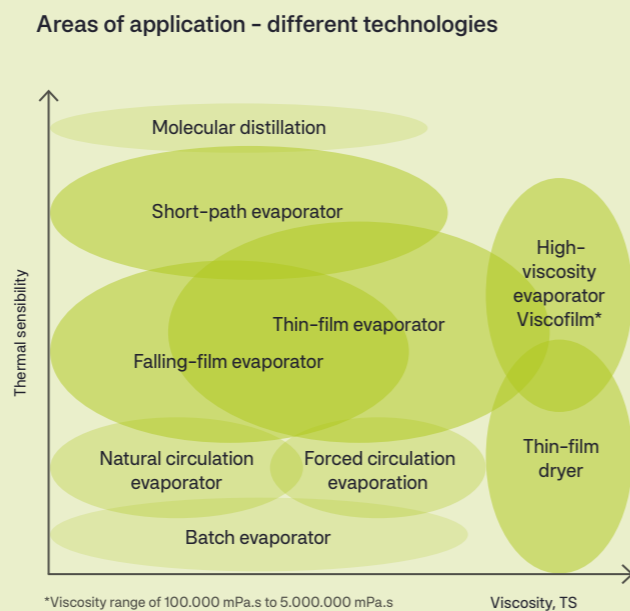 Areas of application – different technologies
Molecular distillation
Short-path evaporator
High-
viscosity
evaporator
Viscofilm*
Thermal sensibility
Thin-film evaporator
Falling-film evaporator
Natural circulation
evaporator
Forced circulation
evaporation
Thin-film
dryer
Batch evaporator
*Viscosity range of 100.000 mPa.s to 5.000.000 mPa.s
Viscosity, TS